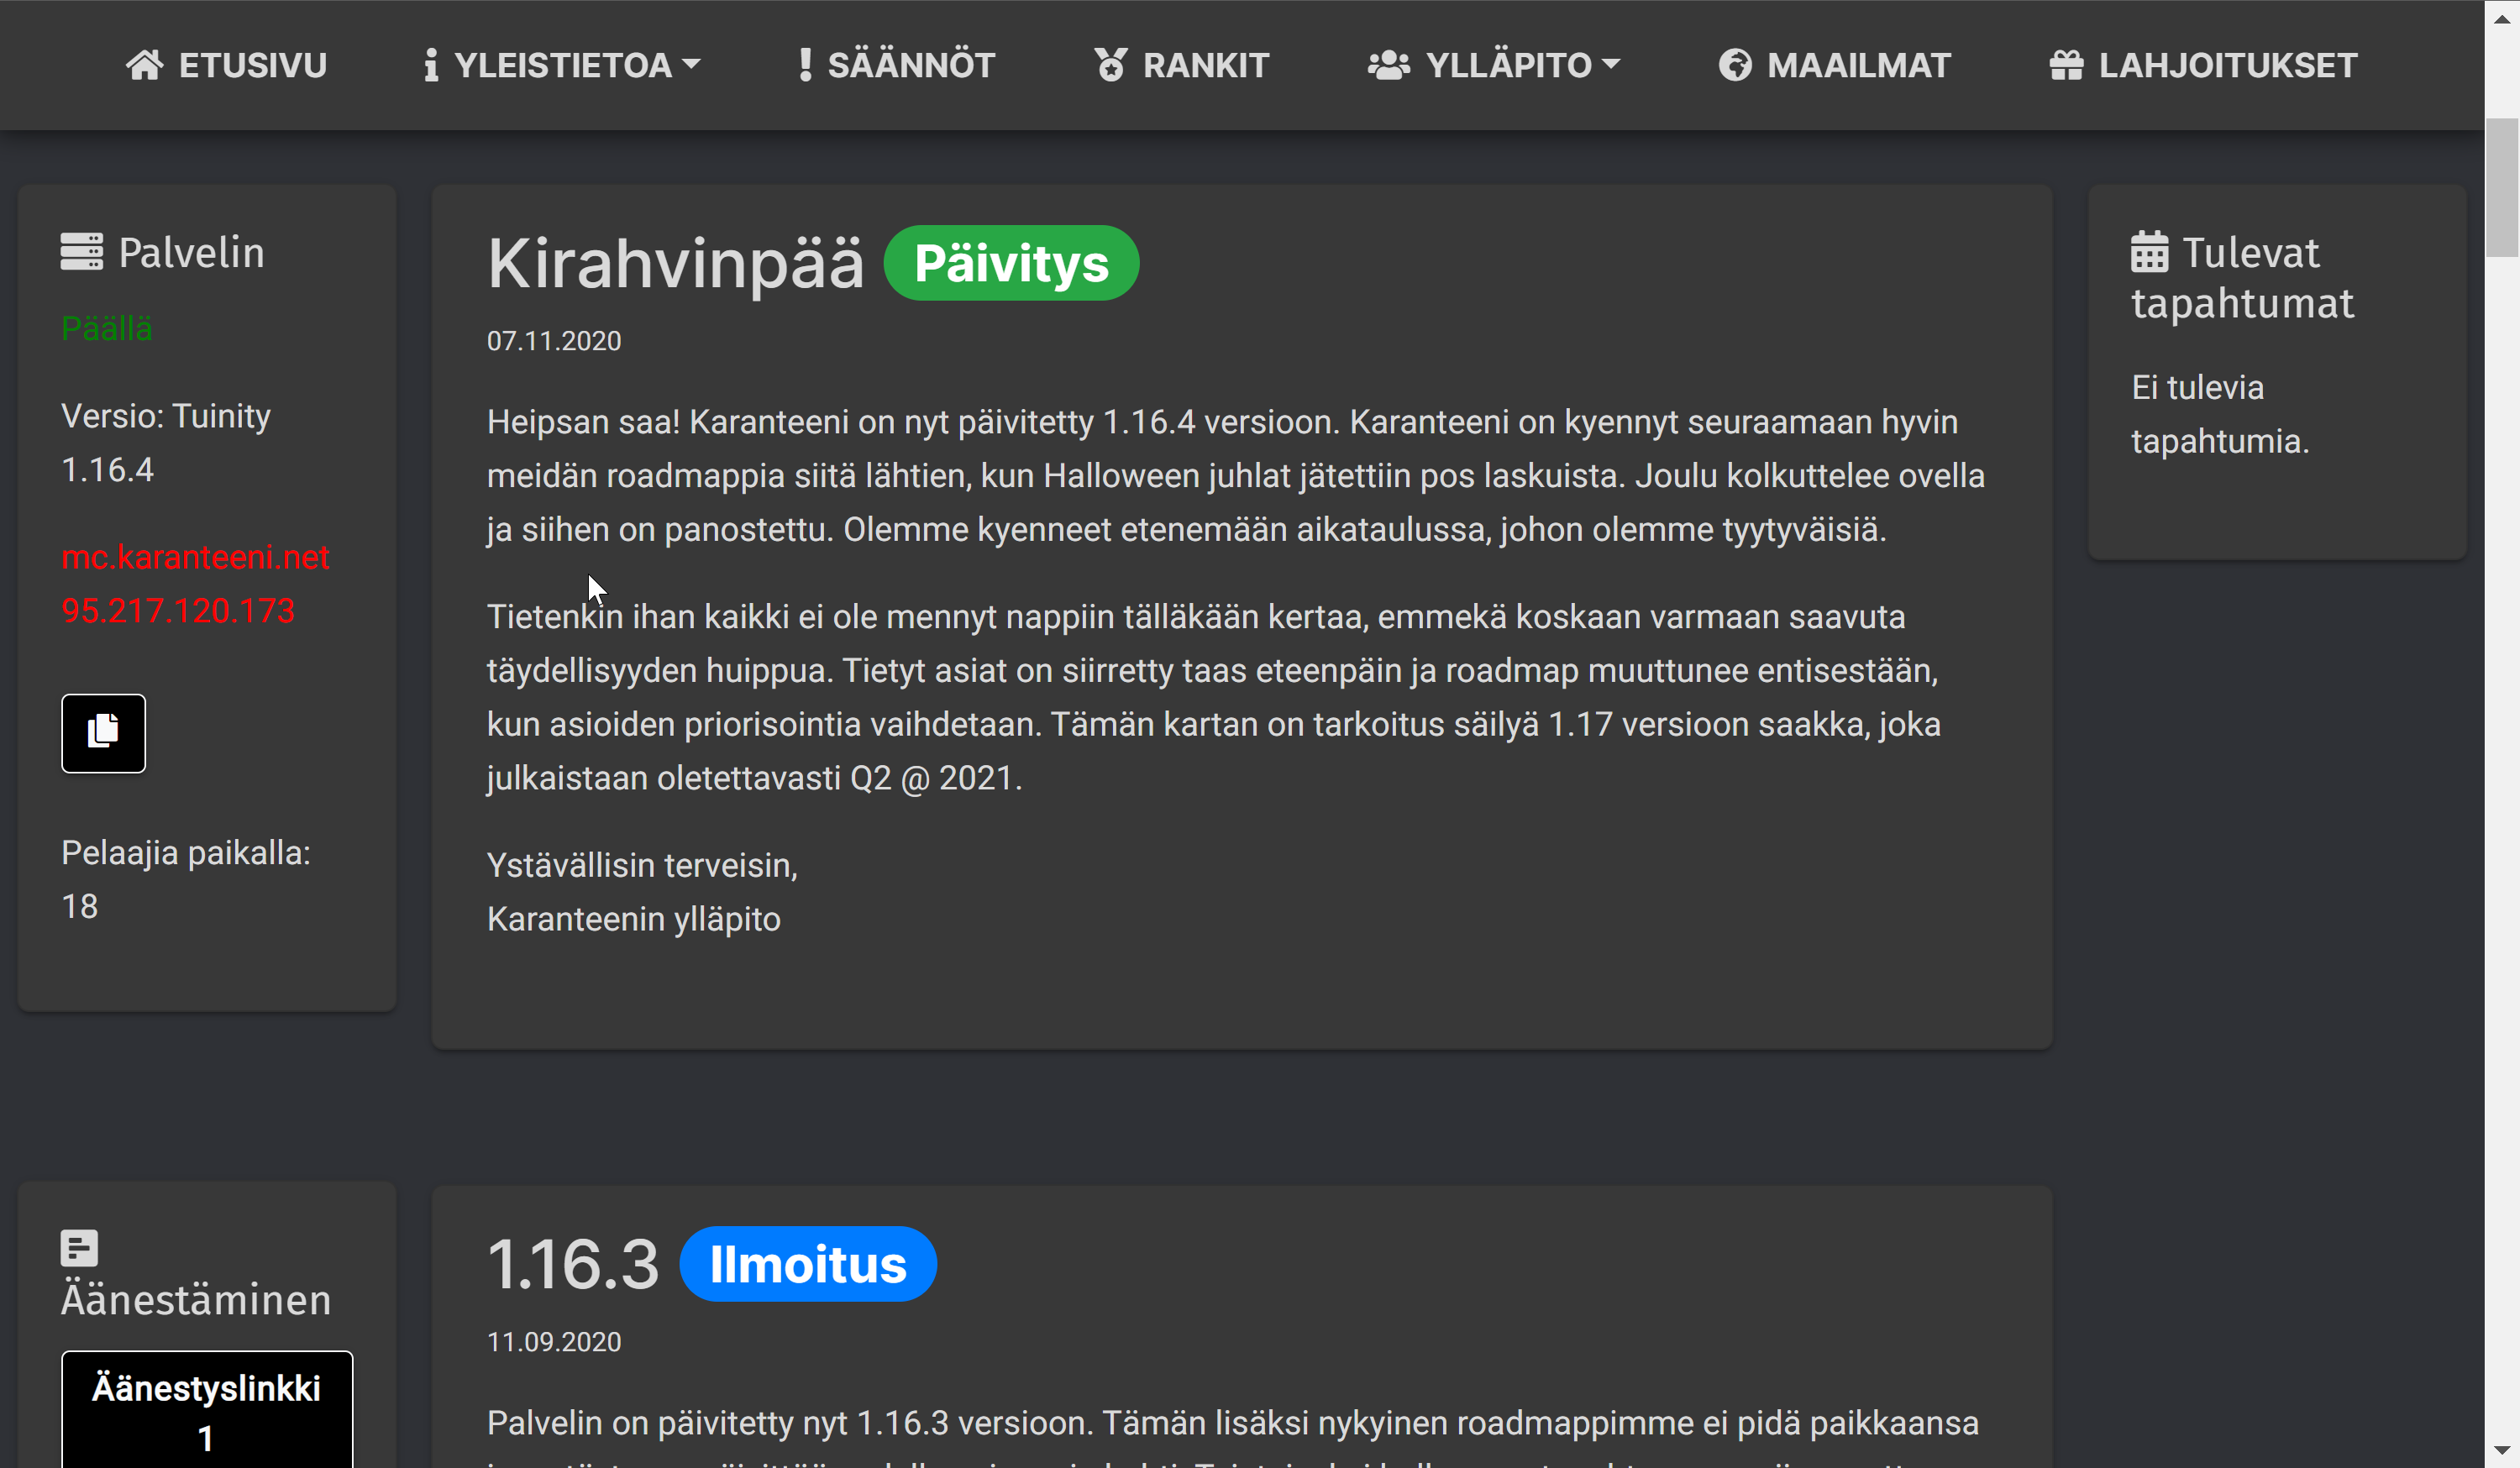 ETUSIVU YLEISTIETOA SÄÄNNÖT RANKIT YLLÄPITO MAAILMAT LAHJOITUKSET
Palvelin
Päällä
Versio: Tuinity
1.16.4
mc.karanteeni.net
95.217.120.173
Pelaajia paikalla:
18
Äänestäminen
Äänestyslinkki
1
Kirahvinpää Päivitys
07.11.2020
Heipsan saa! Karanteeni on nyt päivitetty 1.16.4 versioon. Karanteeni on kyennyt seuraamaan hyvin
meidän roadmappia siitä lähtien, kun Halloween juhlat jätettiin pos laskuista. Joulu kolkuttelee ovella
ja siihen on panostettu. Olemme kyenneet etenemään aikataulussa, johon olemme tyytyväisiä.
Tietenkin ihan kaikki ei ole mennyt nappiin tälläkään kertaa, emmekä koskaan varmaan saavuta
täydellisyyden huippua. Tietyt asiat on siirretty taas eteenpäin ja roadmap muuttunee entisestään,
kun asioiden priorisointia vaihdetaan. Tämän kartan on tarkoitus säilyä 1.17 versioon saakka, joka
julkaistaan oletettavasti Q2 @ 2021.
Ystävällisin terveisin,
Karanteenin ylläpito
1.16.3 Ilmoitus
11.09.2020
Palvelin on päivitetty nyt 1.16.3 versioon. Tämän lisäksi nykyinen roadmappimme ei pidä paikkaansa
Tulevat
tapahtumat
Ei tulevia
tapahtumia.